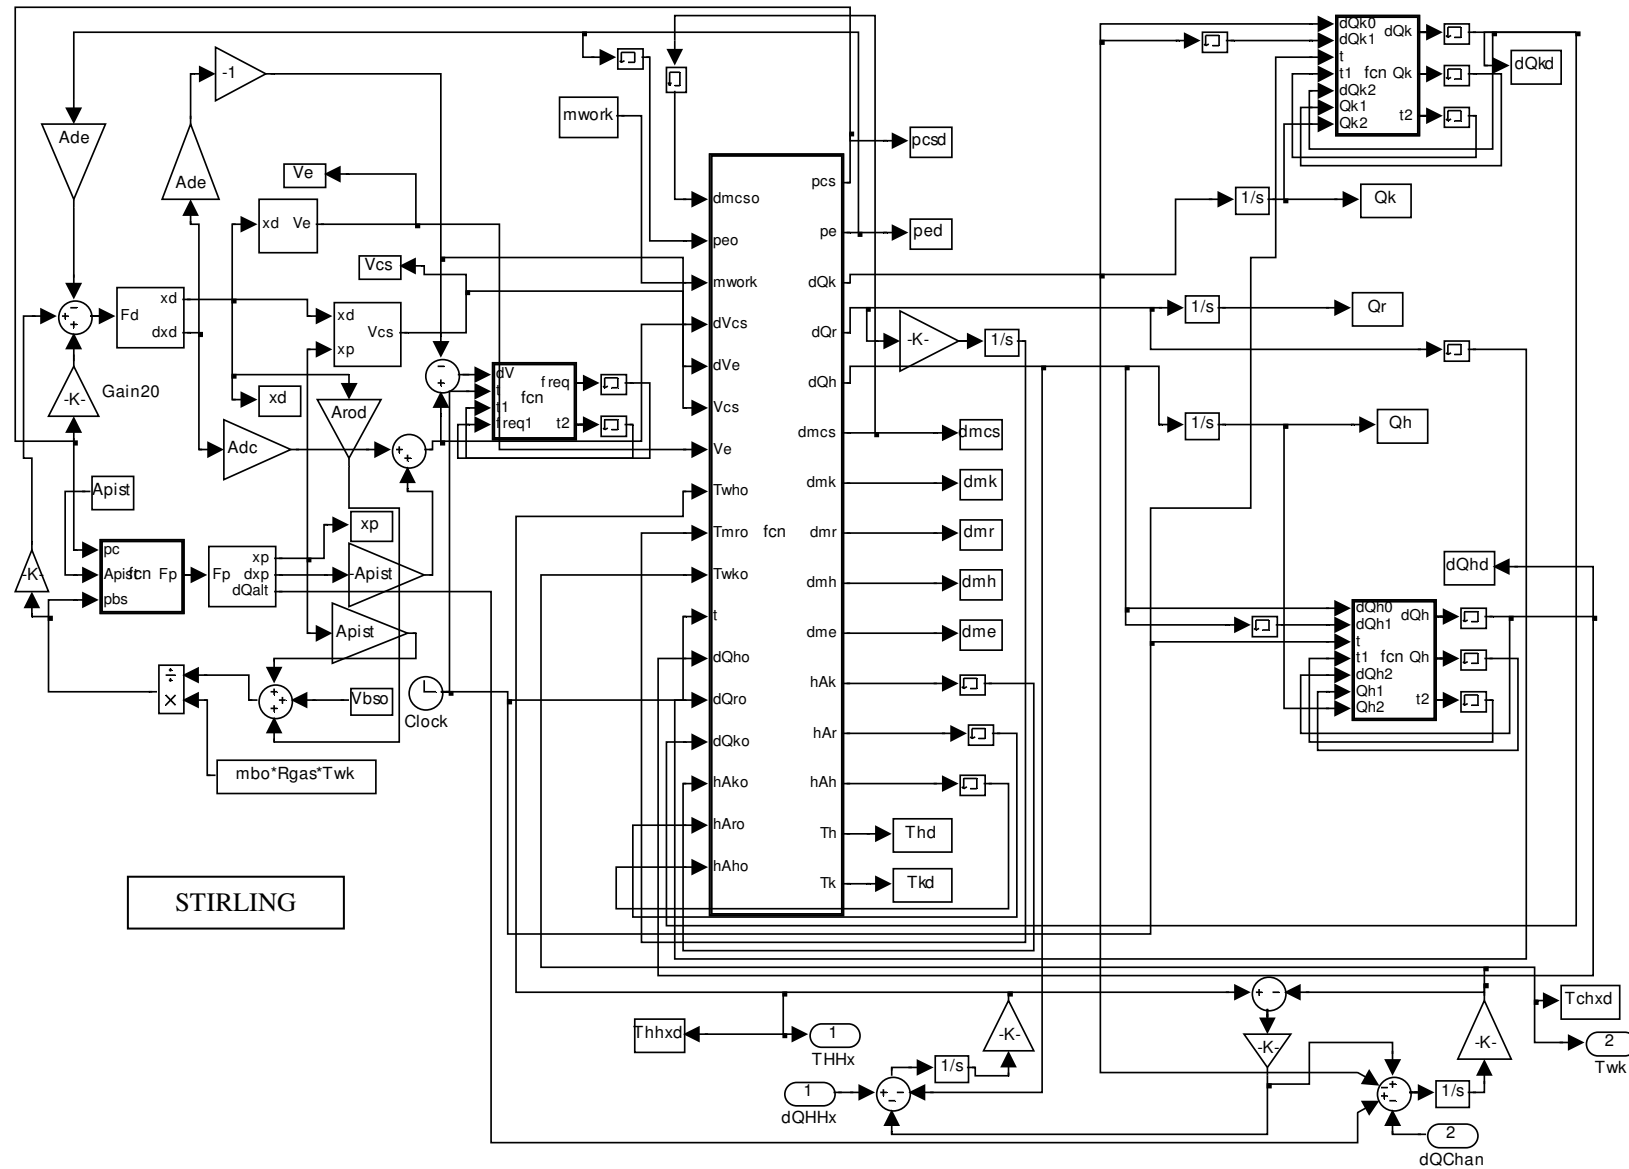 -1
Ade
Ade
Ve
xd Ve
Vcs
xd
xp
Vcs
Fd
xd
dxd
-K-
Gain20
xd
Arod
Adc
Apist
pc
Apist
pbs
fcn
Fp
-K-
Fp
xp
dxp
dQalt
xp
-Apist
Apist
÷
×
Vbso
Clock
mbo*Rgas*Twk
STIRLING
dV
t
t1
freq1
fcn
freq
t2
mwork
dmcso
peo
mwork
dVcs
dVe
Vcs
Ve
Twho
Tmro
Twko
t
dQho
dQro
dQko
hAko
hAro
hAho
fcn
pcs
pe
dQk
dQr
dQh
dmcs
dmk
dmr
dmh
dme
hAk
hAr
hAh
Th
Tk
pcsd
ped
-K-
1/s
dmcs
dmk
dmr
dmh
dme
Thd
Tkd
1/s
Qk
1/s
Qr
1/s
Qh
dQk0
dQk1
t
t1
dQk2
Qk1
Qk2
fcn
dQk
Qk
t2
dQkd
dQhd
dQh0
dQh1
t
t1
dQh2
Qh1
Qh2
fcn
dQh
Qh
t2
Thhxd
1
THHx
1
dQHHx
1/s
-K-
-K-
1/s
-K-
Tchxd
2
Twk
2
dQChan